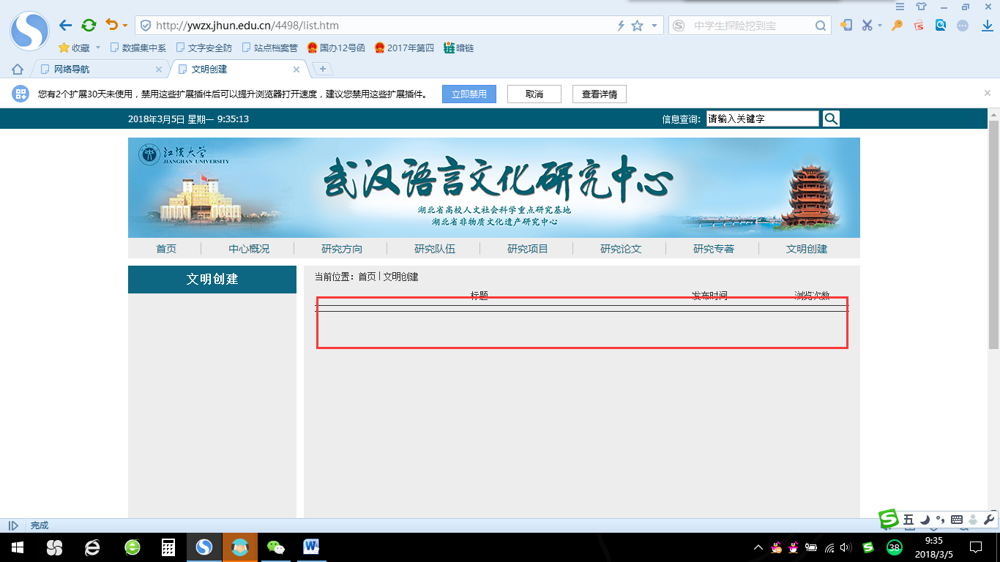 http://ywzx.jhun.edu.cn/4498/list.htm
中学生探险挖到宝
收藏 数据集中系 文字安全防 站点档案管 国办12号函 2017年第四 暗链
网络导航 文明创建
您有2个扩展30天未使用，禁用这些扩展插件后可以提升浏览器打开速度，建议您禁用这些扩展插件。 立即禁用 取消 查看详情
2018年3月5日 星期一 9:35:13 信息查询: 请输入关键字
江汉大学
JIANGHAN UNIVERSITY
武汉语言文化研究中心
湖北省高校人文社会科学重点研究基地
湖北省非物质文化遗产研究中心
首页 中心概况 研究方向 研究队伍 研究项目 研究论文 研究专著 文明创建
文明创建
当前位置: 首页 | 文明创建
标题 发布时间 浏览次数
完成
五
38
9:35
2018/3/5